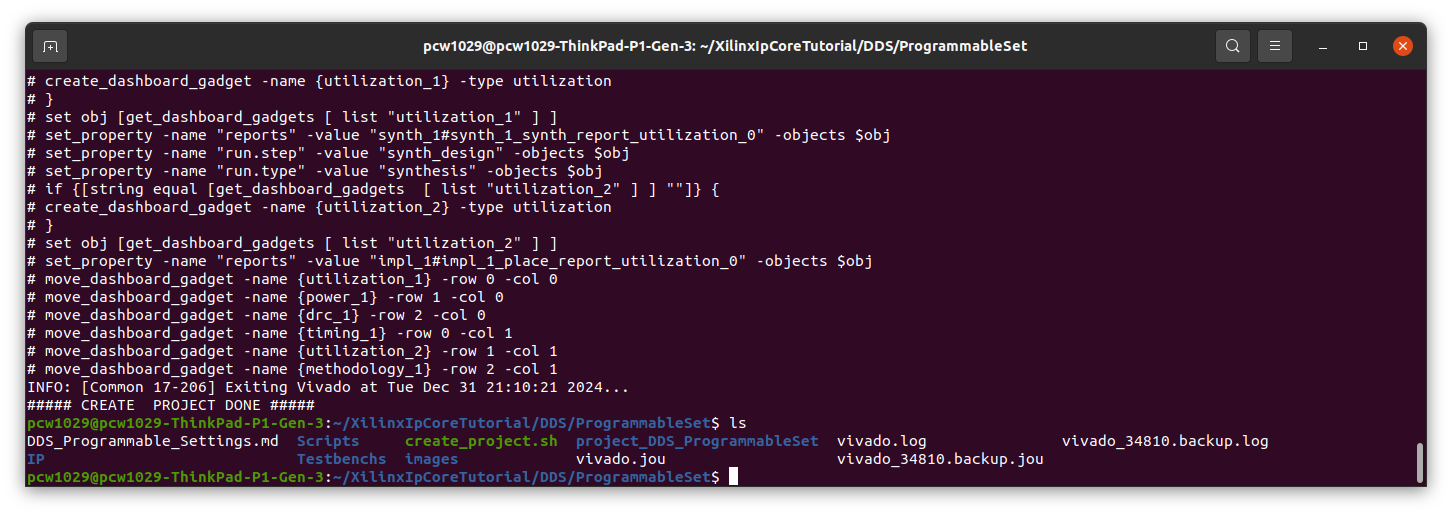 pcw1029@pcw1029-ThinkPad-P1-Gen-3: ~/XilinxIpCoreTutorial/DDS/ProgrammableSet
# create_dashboard_gadget -name {utilization_1} -type utilization
# }
# set obj [get_dashboard_gadgets [ list "utilization_1" ] ]
# set_property -name "reports" -value "synth_1#synth_1_synth_report_utilization_0" -objects $obj
# set_property -name "run.step" -value "synth_design" -objects $obj
# set_property -name "run.type" -value "synthesis" -objects $obj
# if {[string equal [get_dashboard_gadgets  [ list "utilization_2" ] ] ""]} {
# create_dashboard_gadget -name {utilization_2} -type utilization
# }
# set obj [get_dashboard_gadgets [ list "utilization_2" ] ]
# set_property -name "reports" -value "impl_1#impl_1_place_report_utilization_0" -objects $obj
# move_dashboard_gadget -name {utilization_1} -row 0 -col 0
# move_dashboard_gadget -name {power_1} -row 1 -col 0
# move_dashboard_gadget -name {drc_1} -row 2 -col 0
# move_dashboard_gadget -name {timing_1} -row 0 -col 1
# move_dashboard_gadget -name {utilization_2} -row 1 -col 1
# move_dashboard_gadget -name {methodology_1} -row 2 -col 1
INFO: [Common 17-206] Exiting Vivado at Tue Dec 31 21:10:21 2024...
##### CREATE  PROJECT DONE #####
pcw1029@pcw1029-ThinkPad-P1-Gen-3:~/XilinxIpCoreTutorial/DDS/ProgrammableSet$ ls
DDS_Programmable_Settings.md  Scripts     create_project.sh  project_DDS_ProgrammableSet  vivado.log               vivado_34810.backup.log
IP                            Testbenchs  images             vivado.jou                   vivado_34810.backup.jou
pcw1029@pcw1029-ThinkPad-P1-Gen-3:~/XilinxIpCoreTutorial/DDS/ProgrammableSet$